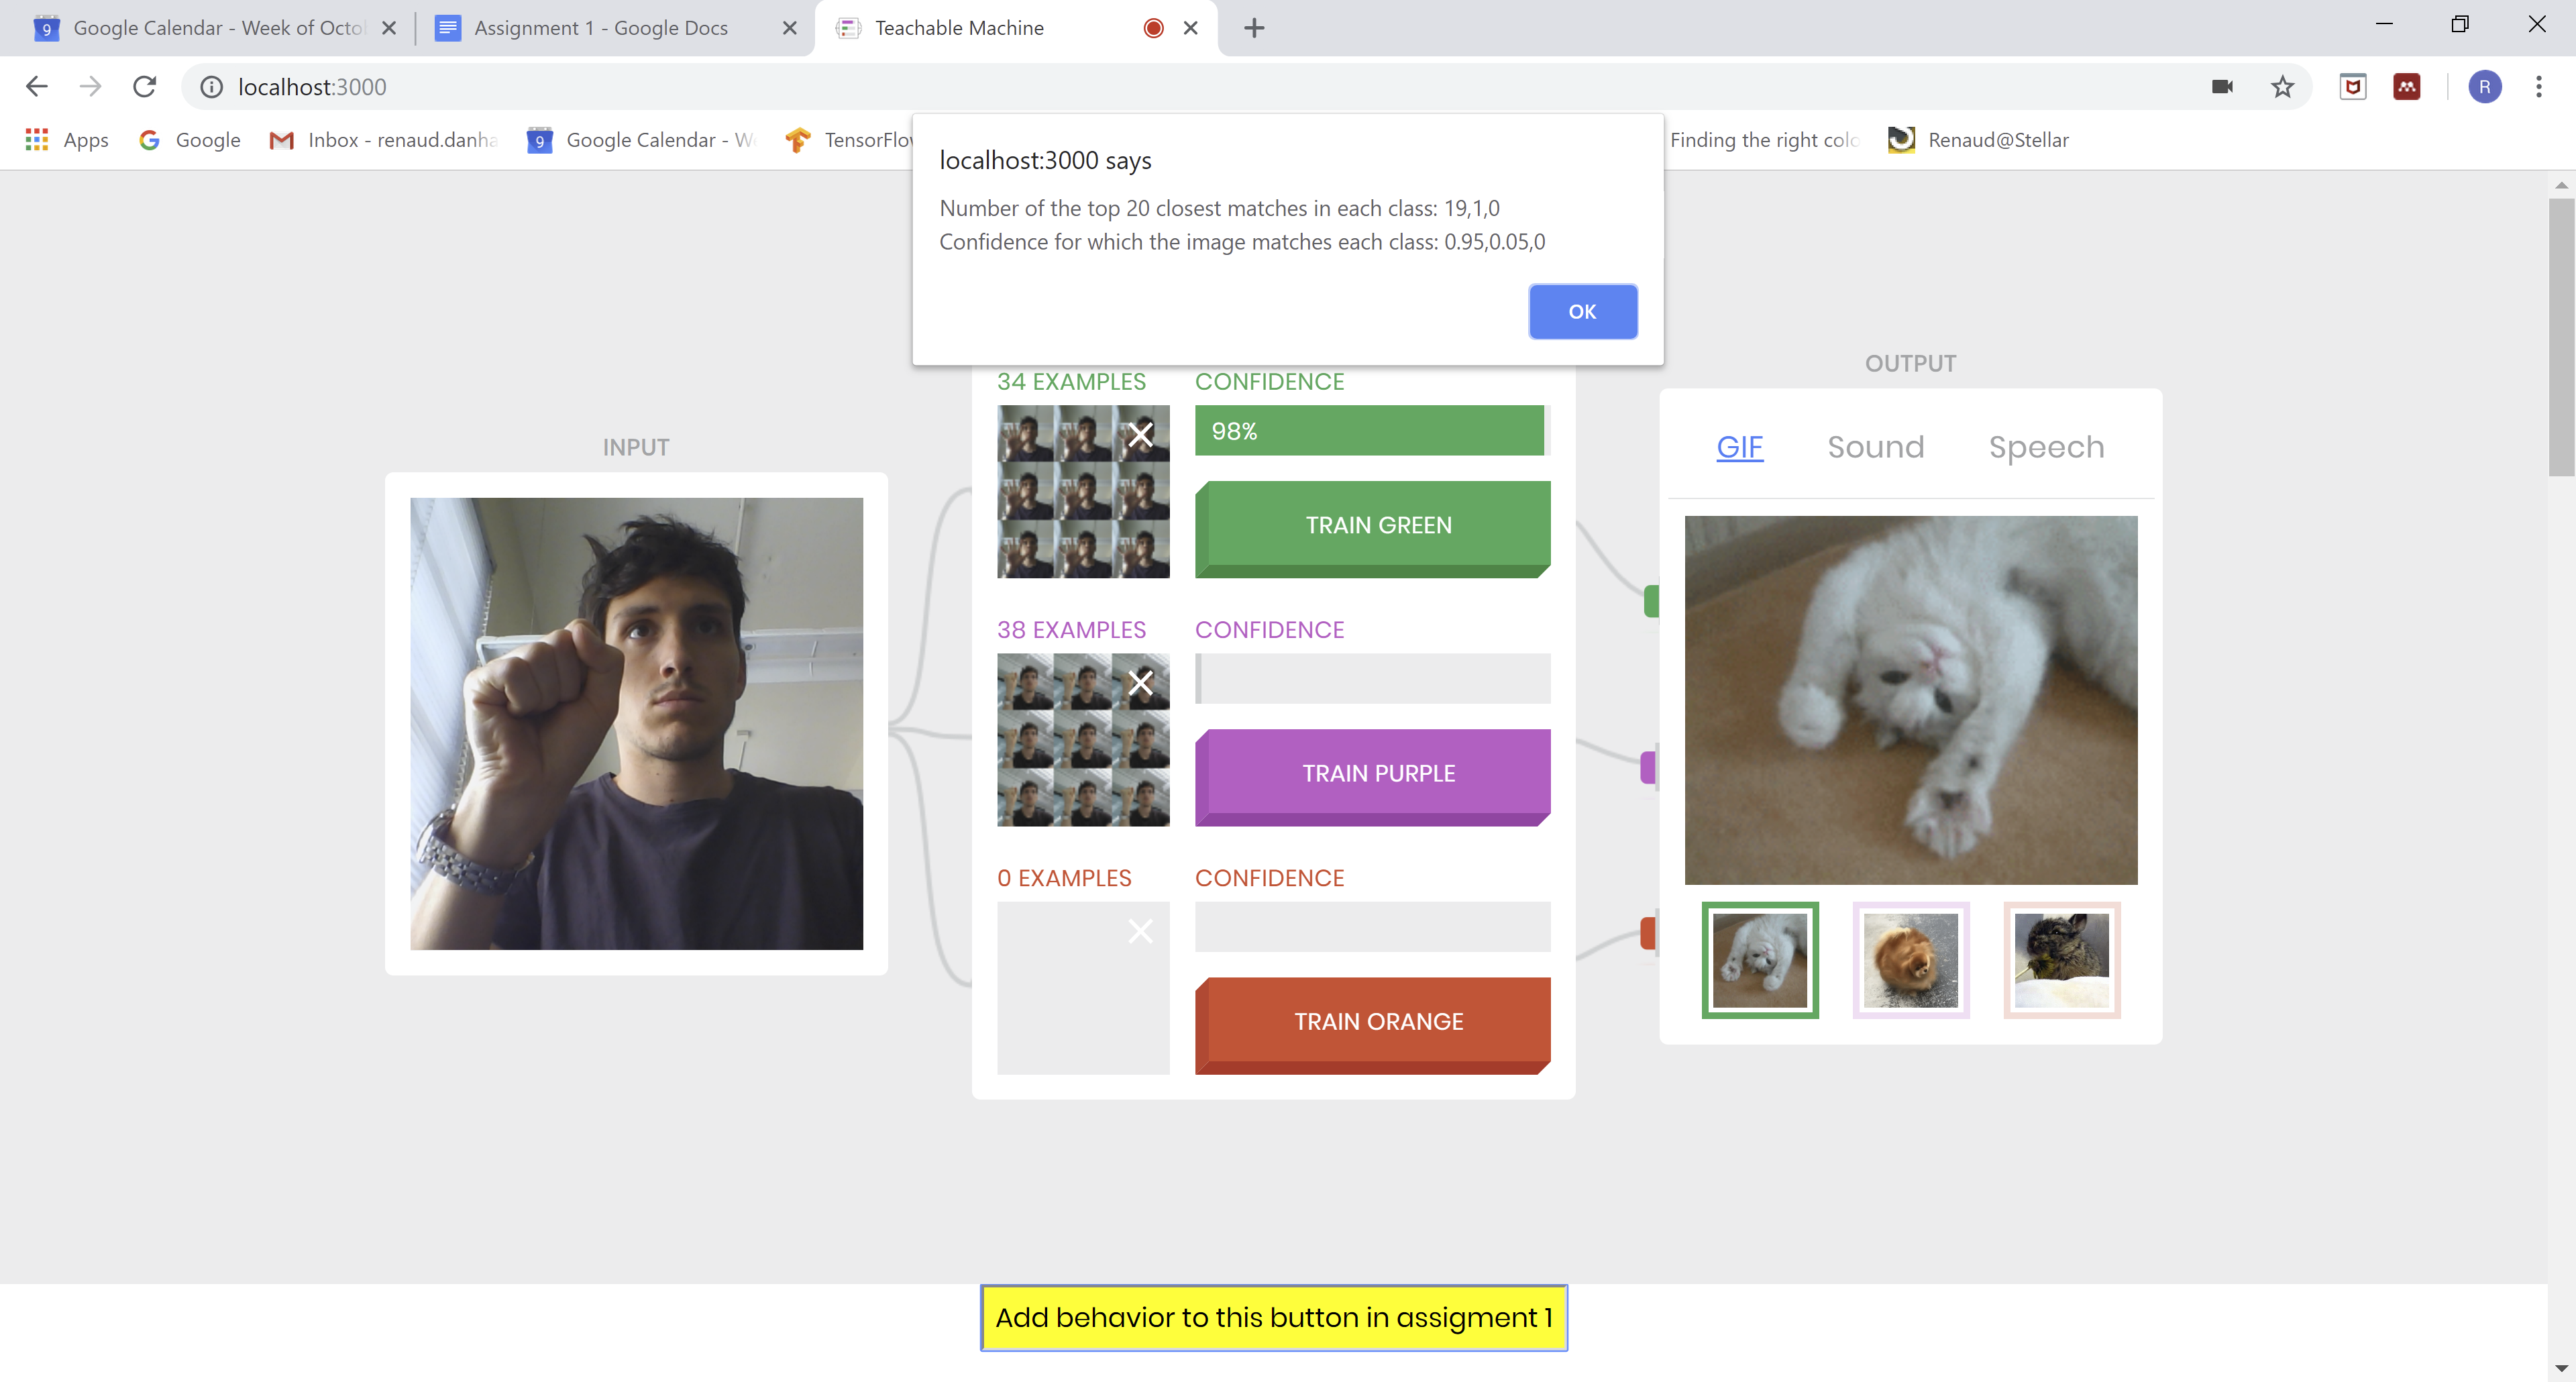 Google Calendar - Week of Octo
Assignment 1 - Google Docs
Teachable Machine
localhost:3000
R
Apps
Google
Inbox - renaud.danha
9
Google Calendar - W
TensorFlo
Finding the right colo
Renaud@Stellar
localhost:3000 says
Number of the top 20 closest matches in each class: 19,1,0
Confidence for which the image matches each class: 0.95,0.05,0
OK
INPUT
34 EXAMPLES
CONFIDENCE
98%
TRAIN GREEN
38 EXAMPLES
CONFIDENCE
TRAIN PURPLE
0 EXAMPLES
CONFIDENCE
TRAIN ORANGE
OUTPUT
GIF Sound Speech
Add behavior to this button in assigment 1